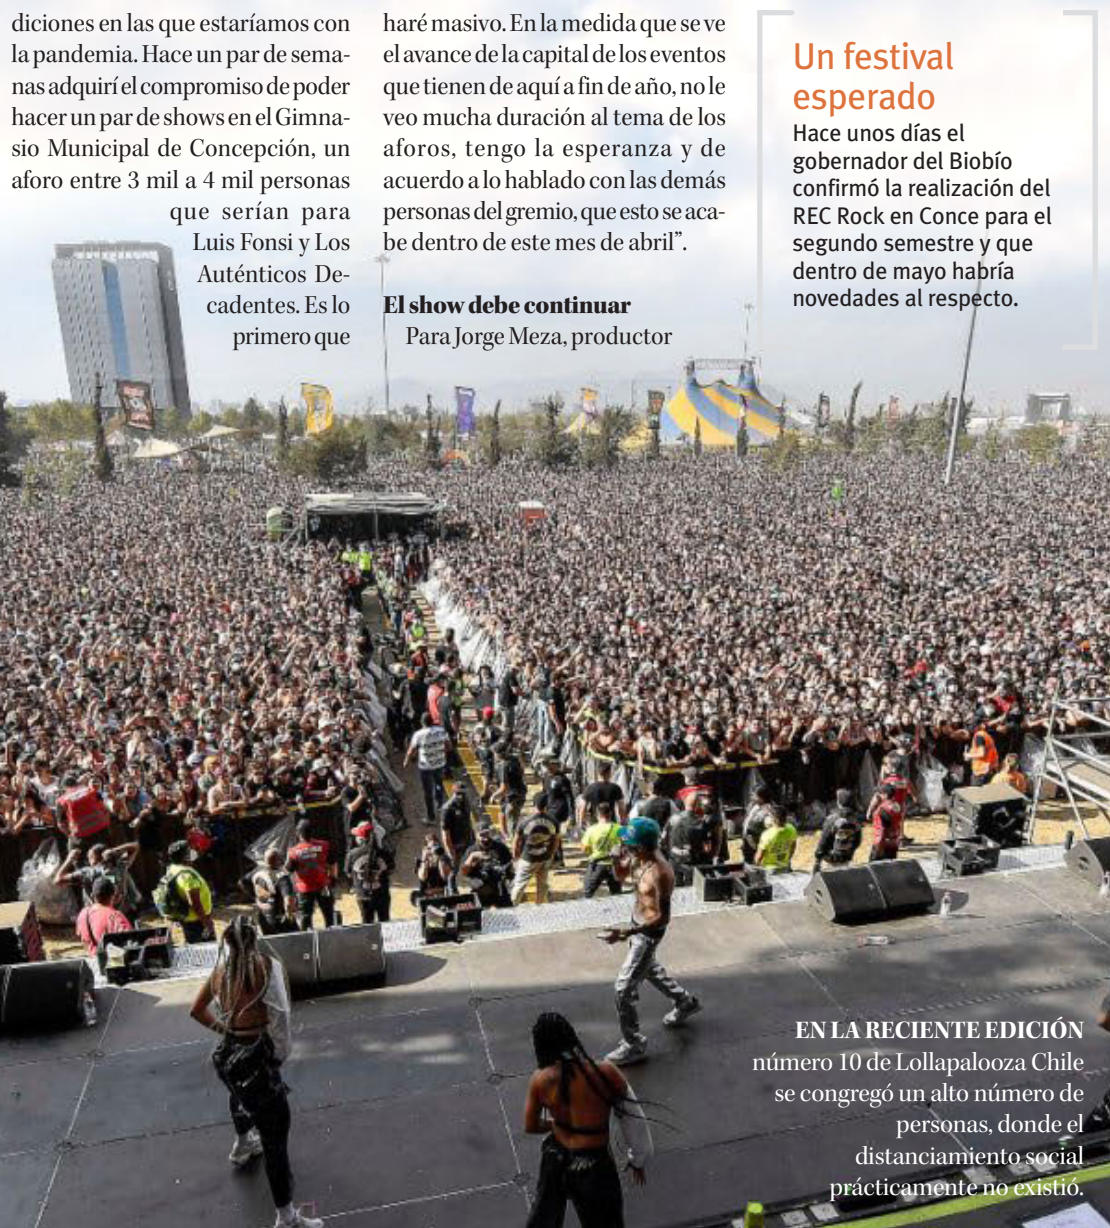 diciones en las que estaríamos con
la pandemia. Hace un par de sema-
nas adquirí el compromiso de poder
hacer un par de shows en el Gimna-
sio Municipal de Concepción, un
aforo entre 3 mil a 4 mil personas
que serían para
Luis Fonsi y Los
Auténticos De-
cadentes. Es lo
primero que
haré masivo. En la medida que se ve
el avance de la capital de los eventos
que tienen de aquí a fin de año, no le
veo mucha duración al tema de los
aforos, tengo la esperanza y de
acuerdo a lo hablado con las demás
personas del gremio, que esto se aca-
be dentro de este mes de abril”.
El show debe continuar
Para Jorge Meza, productor
Un festival
esperado
Hace unos días el
gobernador del Biobío
confirmó la realización del
REC Rock en Conce para el
segundo semestre y que
dentro de mayo habría
novedades al respecto.
EN LA RECIENTE EDICIÓN
número 10 de Lollapalooza Chile
se congregó un alto número de
personas, donde el
distanciamiento social
prácticamente no existió.